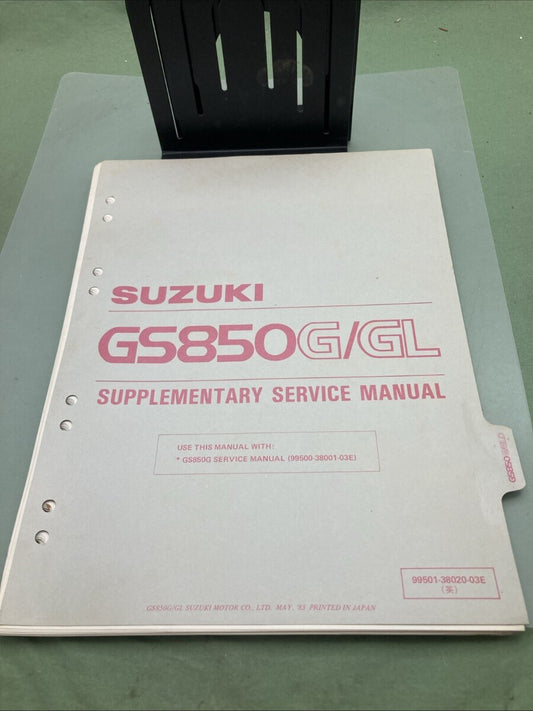 SUZUKI
GS850G/GL
SUPPLEMENTARY SERVICE MANUAL
USE THIS MANUAL WITH:
* GS850G SERVICE MANUAL (99500-38001-03E)
99501-38020-03E
(英)
GS850G/GL SUZUKI MOTOR CO., LTD. MAY, '83 PRINTED IN JAPAN